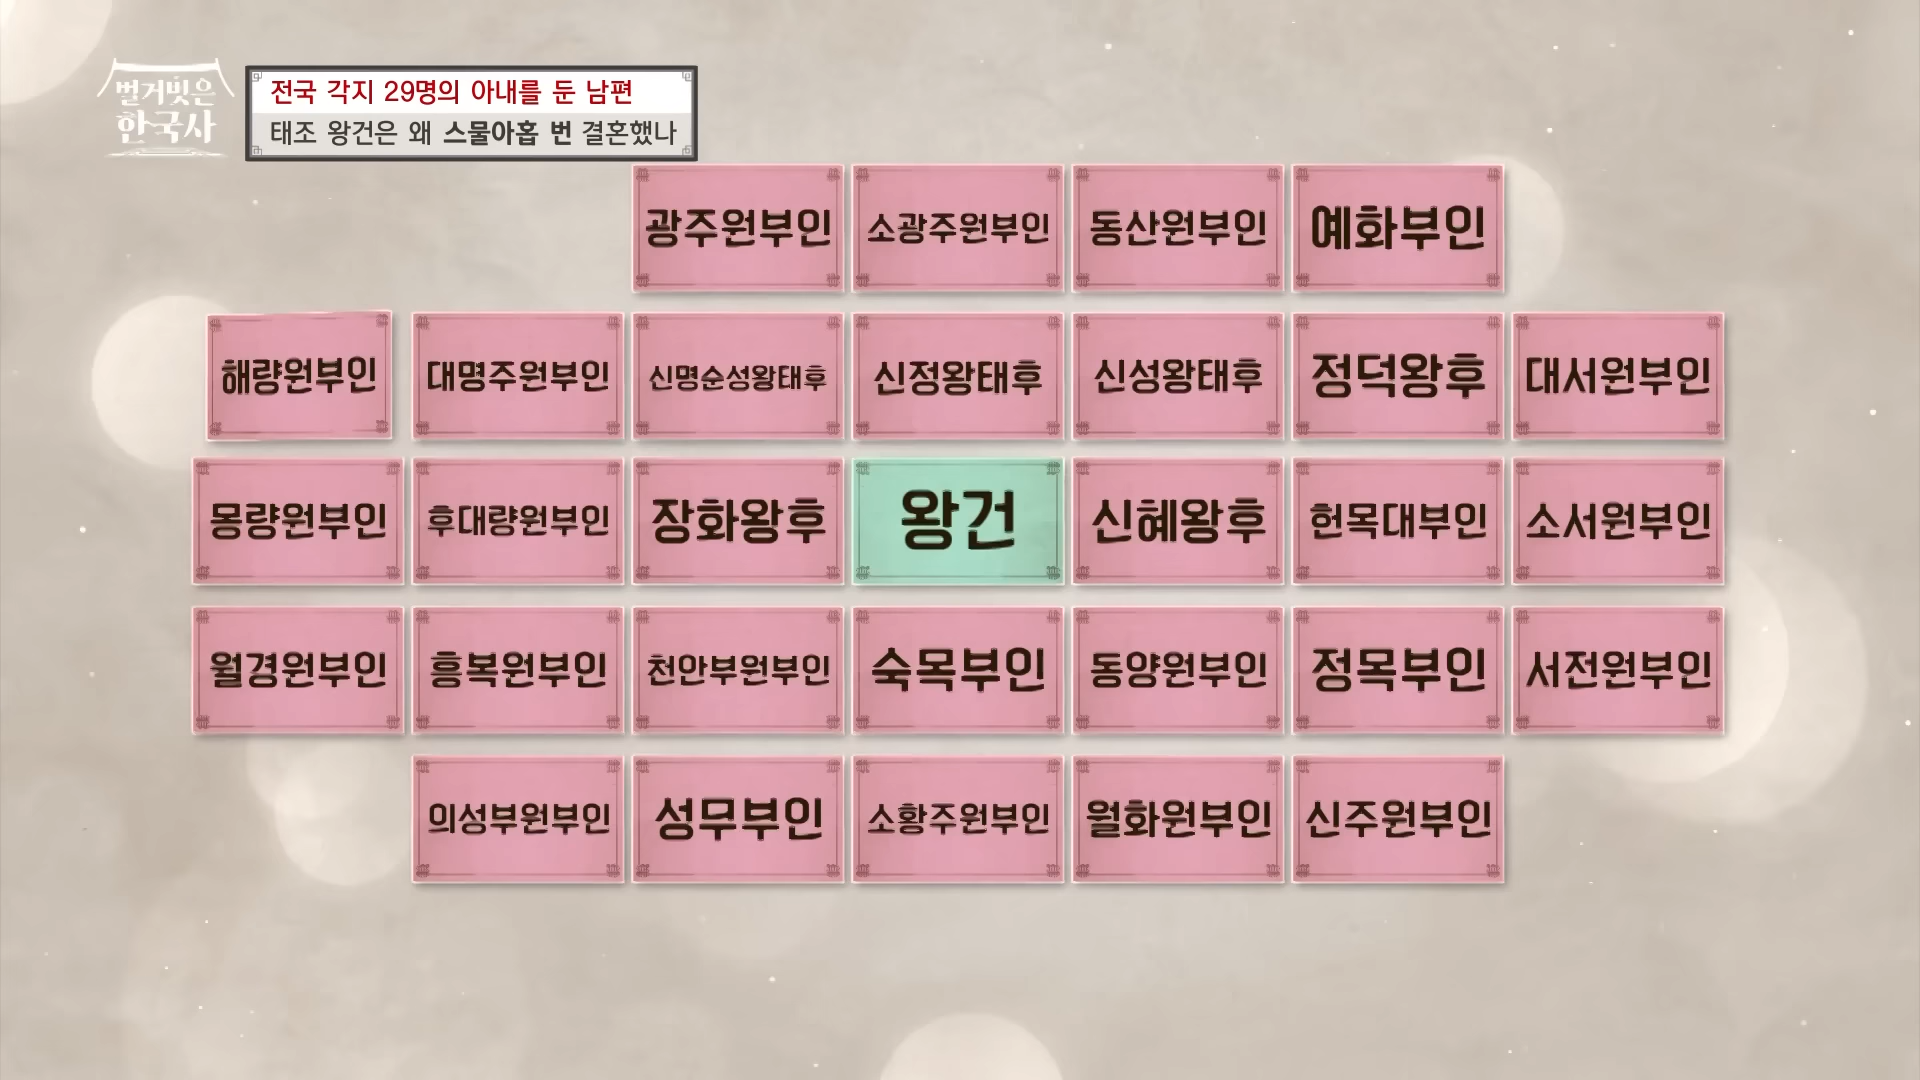 벌거벗은
한국사
전국 각지 29명의 아내를 둔 남편
태조 왕건은 왜 스물아홉 번 결혼했나
광주원부인 소광주원부인 동산원부인 예화부인
해량원부인 대명주원부인 신명순성왕태후 신정왕태후 신성왕태후 정덕왕후 대서원부인
몽량원부인 후대량원부인 장화왕후 왕건 신혜왕후 헌목대부인 소서원부인
월경원부인 흥복원부인 천안부원부인 숙목부인 동양원부인 정목부인 서전원부인
의성부원부인 성무부인 소황주원부인 월화원부인 신주원부인